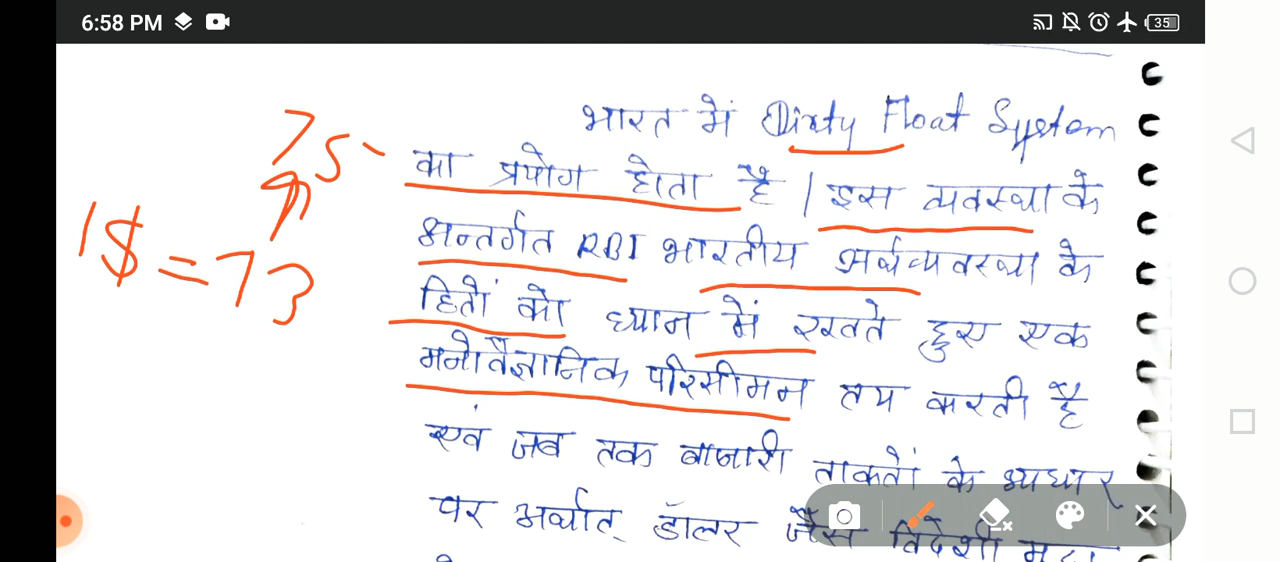 6:58 PM
35
भारत में Dirty Float System
का प्रयोग होता है | इस व्यवस्था के
अन्तर्गत RBI भारतीय अर्थव्यवस्था के
हितों को ध्यान में रखते हुए एक
मनोवैज्ञानिक परिसीमन तय करती है
एवं जब तक बाजारी ताकतों के आधार
पर अर्थात् डॉलर जैसे विदेशी मुद्रा
75
1$ = 73